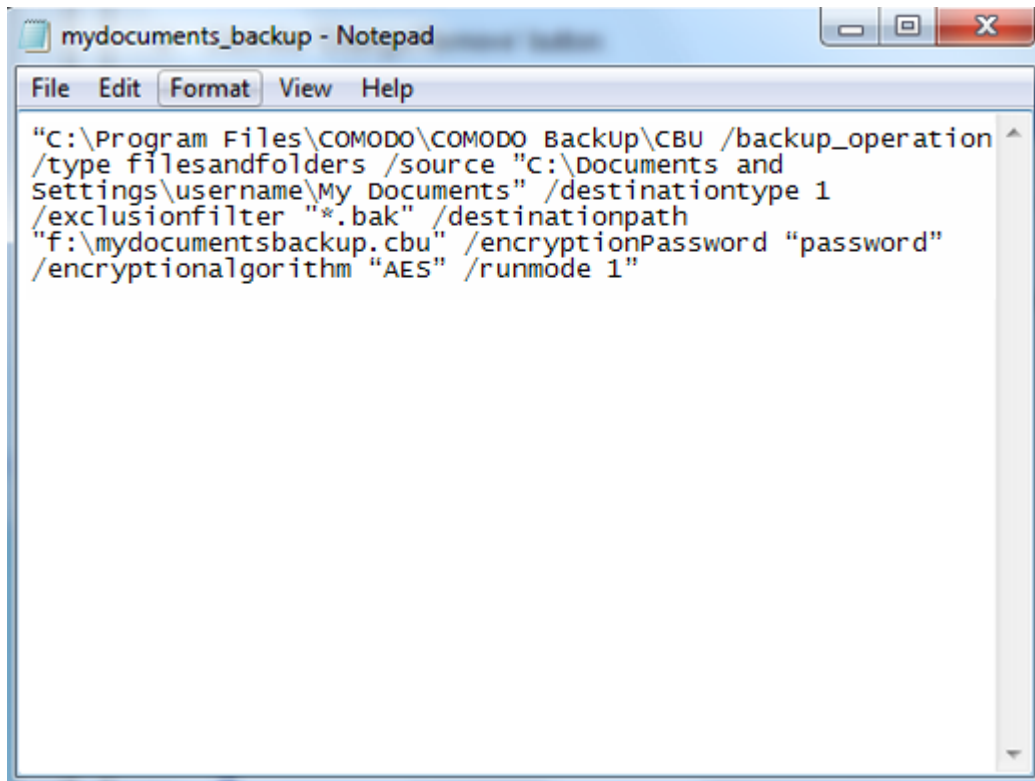 mydocuments_backup - Notepad
File Edit Format View Help
“C:\Program Files\COMODO\COMODO BackUp\CBU /backup_operation
/type filesandfolders /source "C:\Documents and
Settings\username\My Documents" /destinationtype 1
/exclusionfilter "*.bak" /destinationpath
"f:\mydocumentsbackup.cbu" /encryptionPassword “password”
/encryptionalgorithm “AES” /runmode 1”